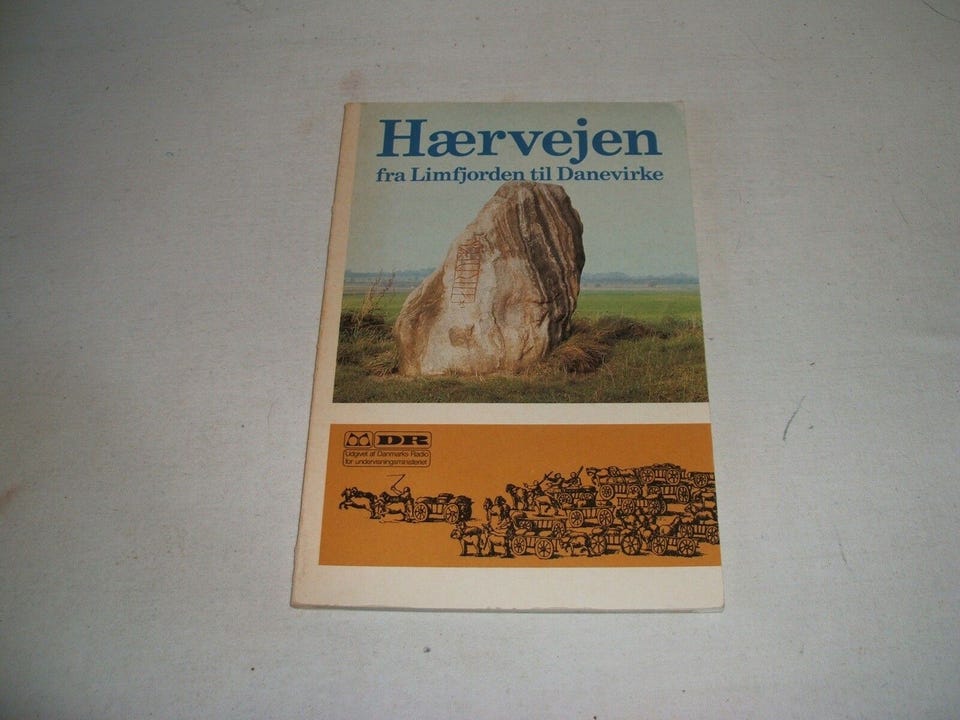 Hærvejen
fra Limfjorden til Danevirke
DR
Udgivet af Danmarks Radio
for undervisningsministeriet